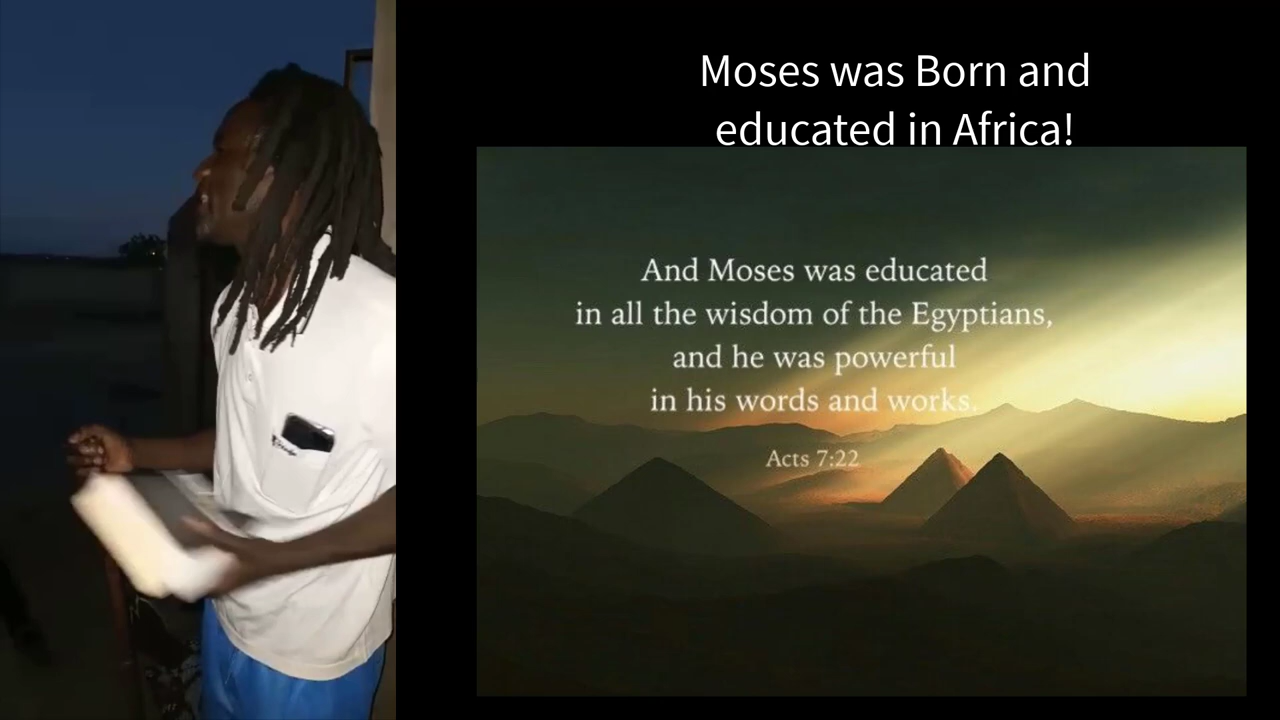 Moses was Born and
educated in Africa!
And Moses was educated
in all the wisdom of the Egyptians,
and he was powerful
in his words and works.
Acts 7:22